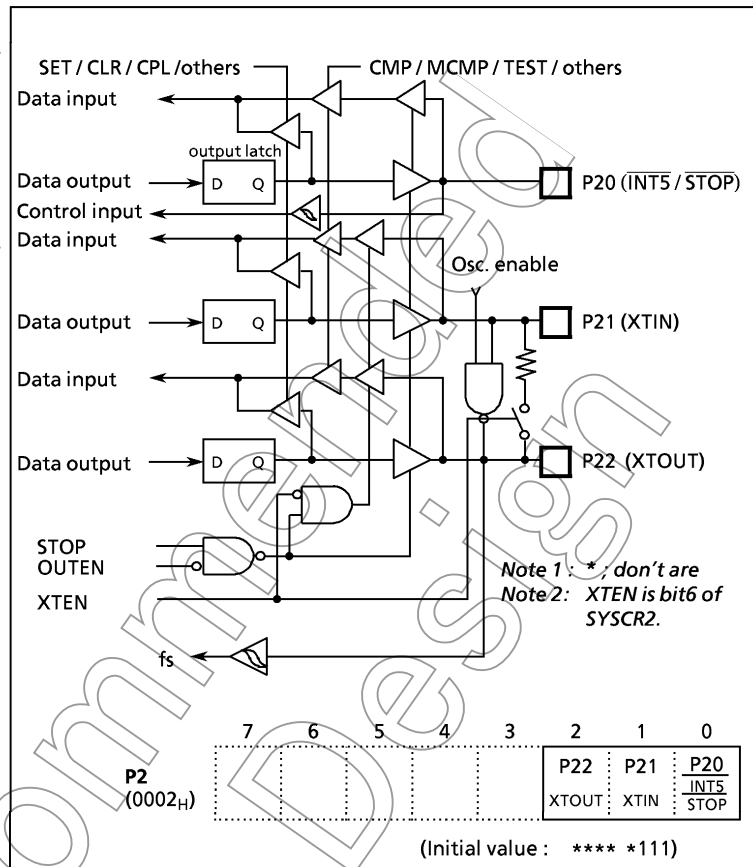 SET / CLR / CPL /others
CMP / MCMP / TEST / others
Data input
output latch
Data output
D Q
P20 (INT5 / STOP)
Control input
Data input
Osc. enable
Data output
D Q
P21 (XTIN)
Data input
Data output
D Q
P22 (XTOUT)
STOP
OUTEN
XTEN
Note 1 : * ; don't are
Note 2: XTEN is bit6 of
SYSCR2.
fs
7 6 5 4 3 2 1 0
P2
(0002H)
P22 P21 P20
XTOUT XTIN INT5
STOP
(Initial value : **** *111)
ommended
Design